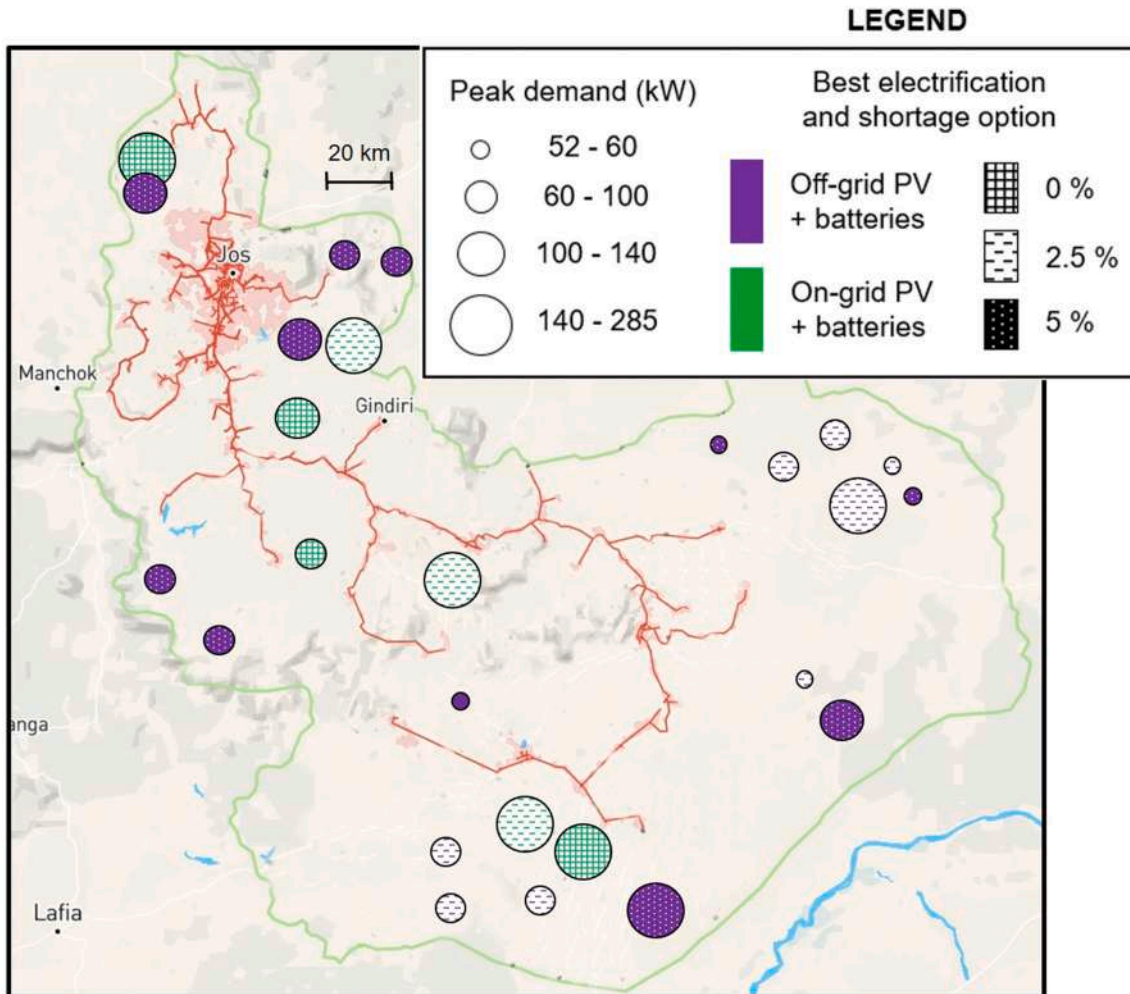 LEGEND
Peak demand (kW)
52 - 60
60 - 100
100 - 140
140 - 285
Best electrification
and shortage option
Off-grid PV
+ batteries
On-grid PV
+ batteries
0 %
2.5 %
5 %
20 km
Jos
Manchok
Gindiri
anga
Lafia